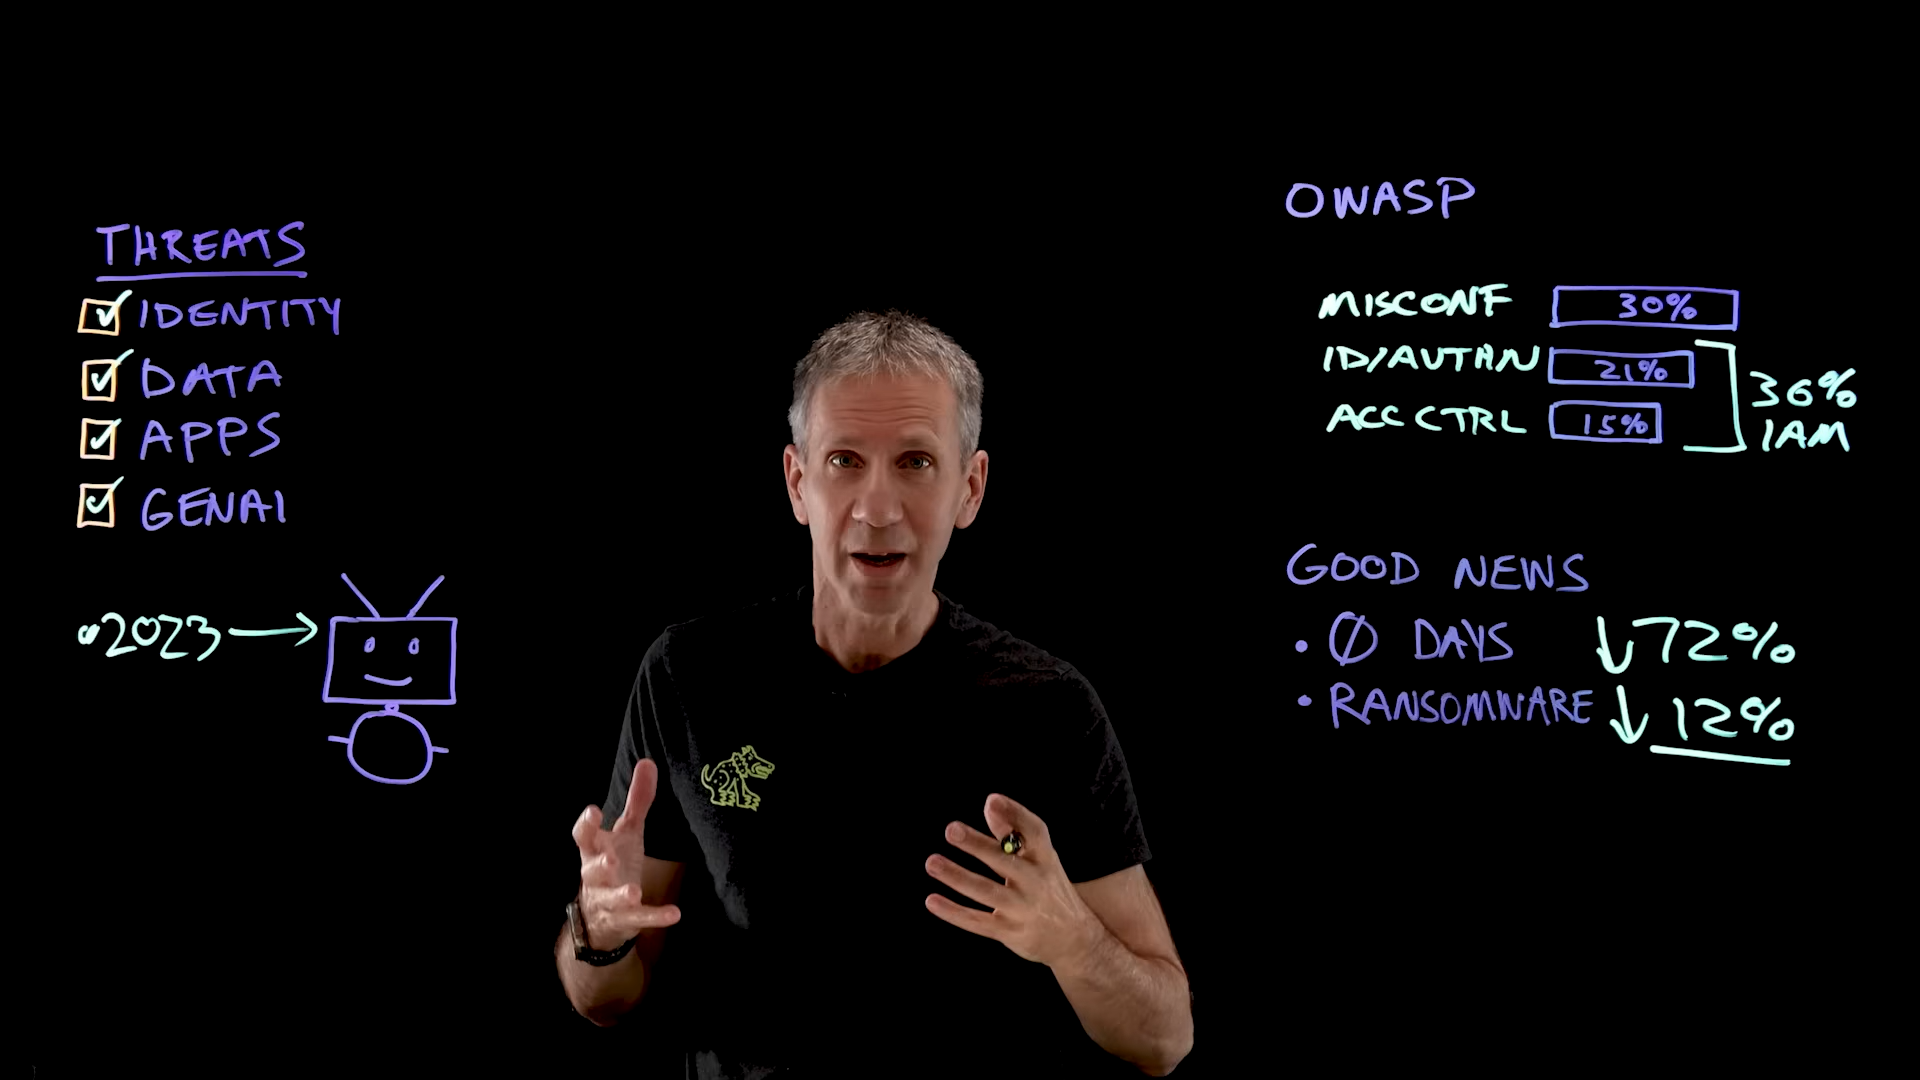 THREATS
IDENTITY
DATA
APPS
GENAI
2023
OWASP
MISCONF 30%
ID/AUTHN 21%
ACC CTRL 15%
36%
IAM
GOOD NEWS
• Ø DAYS ↓72%
• RANSOMWARE ↓12%